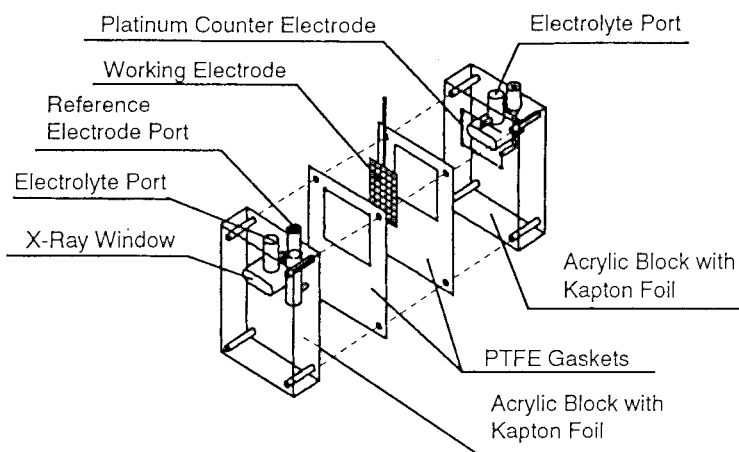 Platinum Counter Electrode
Electrolyte Port
Working Electrode
Reference
Electrode Port
Electrolyte Port
X-Ray Window
Acrylic Block with
Kapton Foil
PTFE Gaskets
Acrylic Block with
Kapton Foil